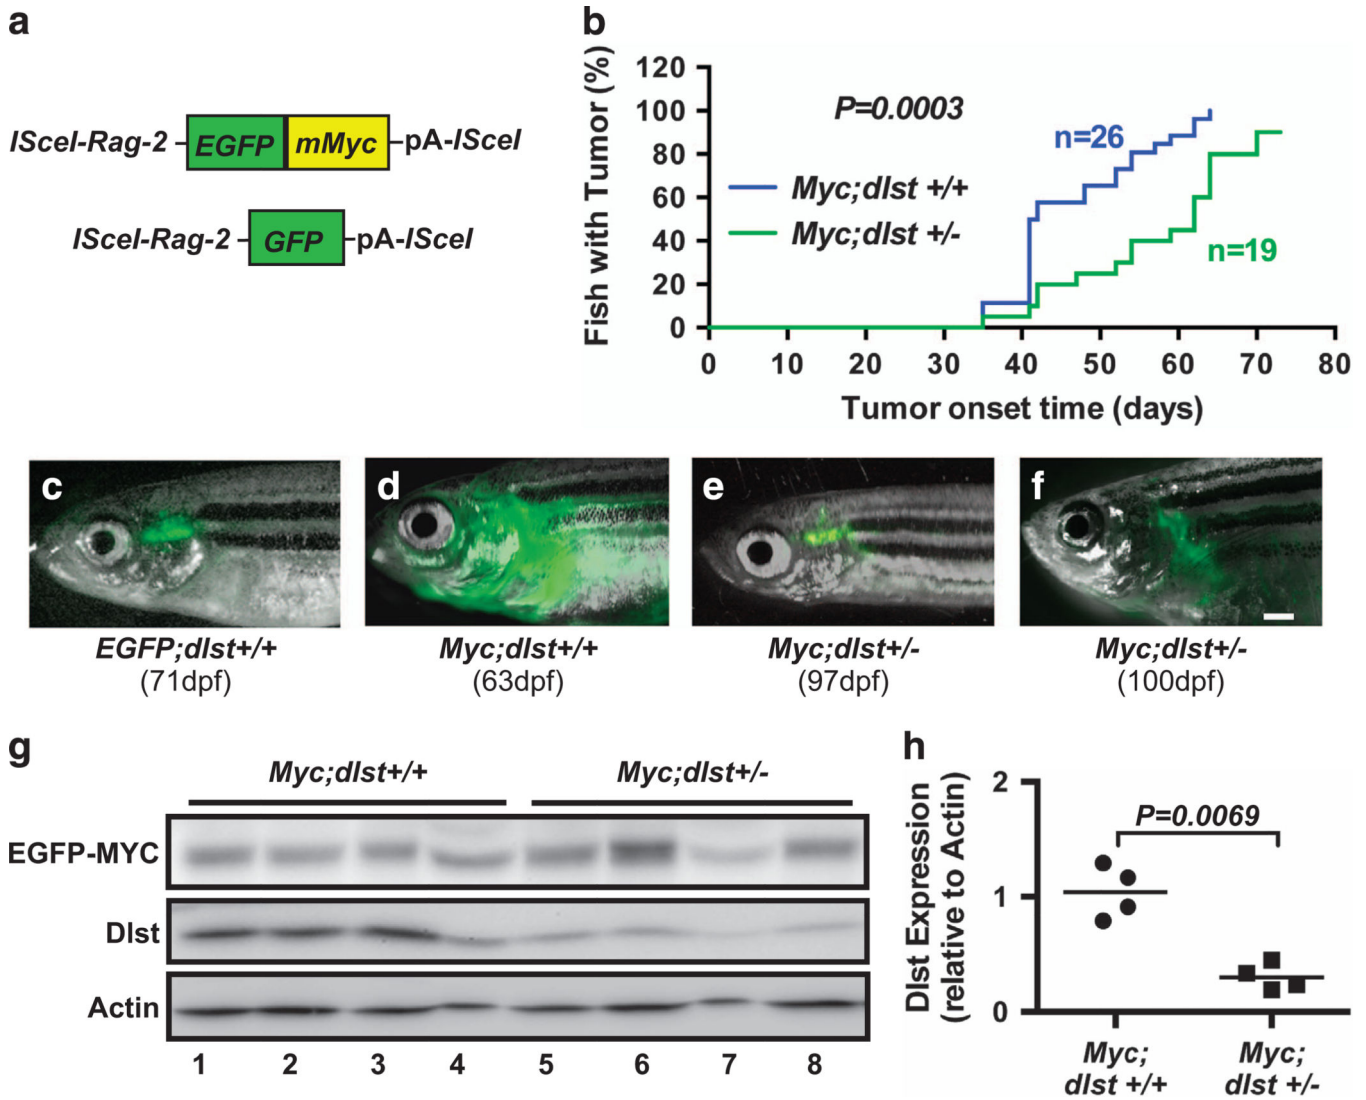 a
ISceI-Rag-2 EGFP mMyc pA-ISceI
ISceI-Rag-2 GFP pA-ISceI
b
Fish with Tumor (%)
120
100
80
60
40
20
0
P=0.0003
n=26
Myc;dlst +/+
Myc;dlst +/-
n=19
0 10 20 30 40 50 60 70 80
Tumor onset time (days)
c d e f
EGFP;dlst+/+
(71dpf)
Myc;dlst+/+
(63dpf)
Myc;dlst+/-
(97dpf)
Myc;dlst+/-
(100dpf)
g
Myc;dlst+/+ Myc;dlst+/-
EGFP-MYC
Dlst
Actin
1 2 3 4 5 6 7 8
h
Dlst Expression
(relative to Actin)
2
1
0
P=0.0069
Myc;
dlst +/+
Myc;
dlst +/-